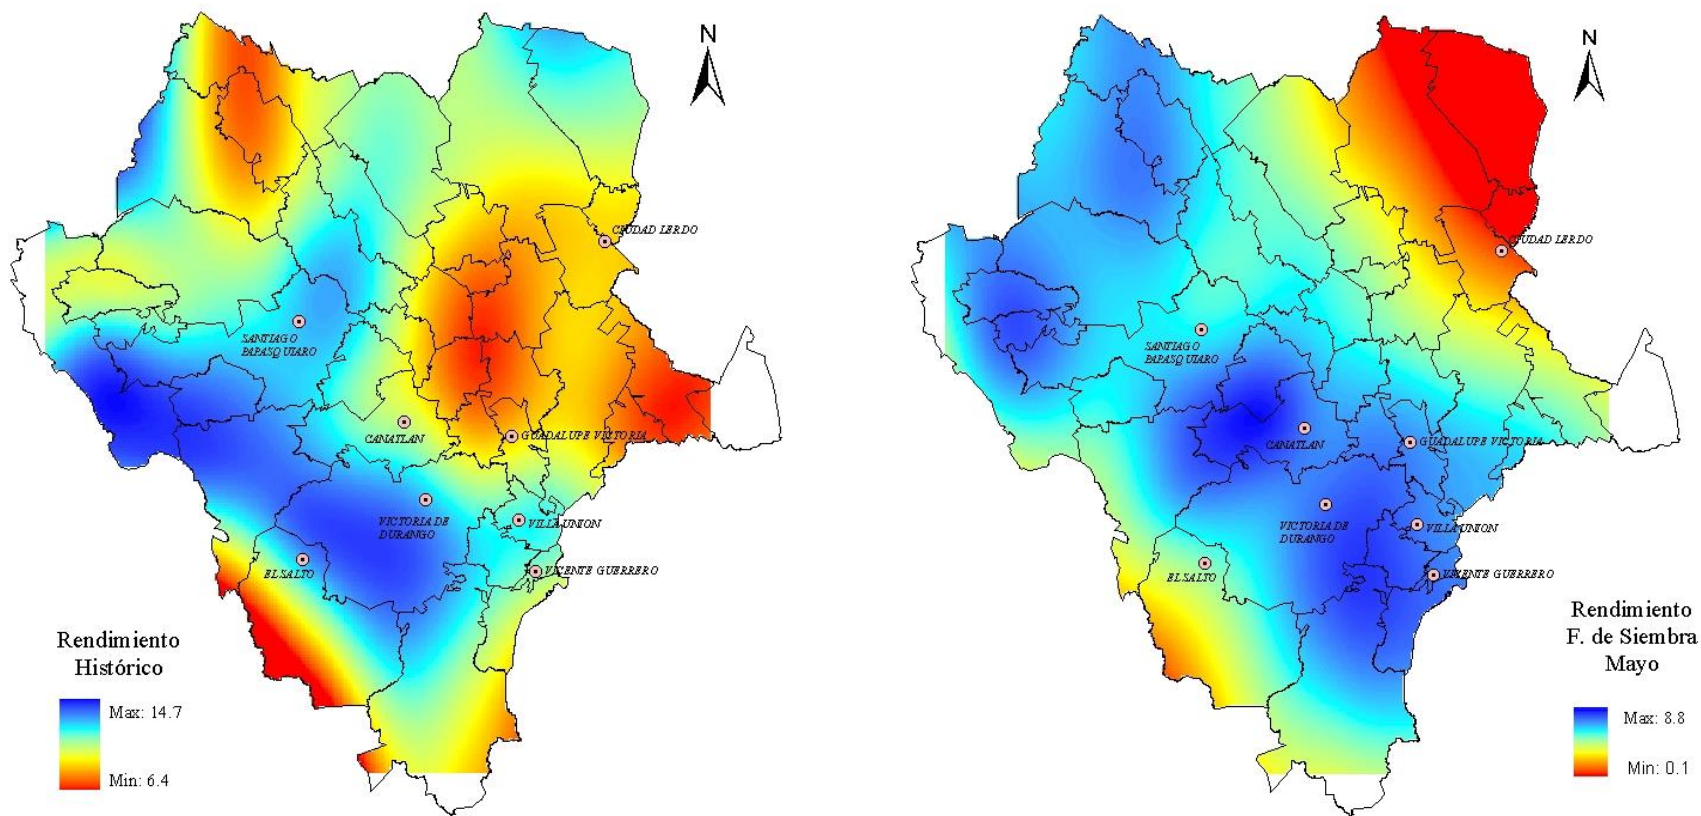 N
CIUDAD LERDO
SANTIAGO
PAPASQUIARO
CANATLAN
GUADALUPE VICTORIA
VICTORIA DE
DURANGO
VILLA UNION
EL SALTO
VICENTE GUERRERO
Rendimiento
Histórico
Max: 14.7
Min: 6.4
N
CIUDAD LERDO
SANTIAGO
PAPASQUIARO
CANATLAN
GUADALUPE VICTORIA
VICTORIA DE
DURANGO
VILLA UNION
EL SALTO
VICENTE GUERRERO
Rendimiento
F. de Siembra
Mayo
Max: 8.8
Min: 0.1